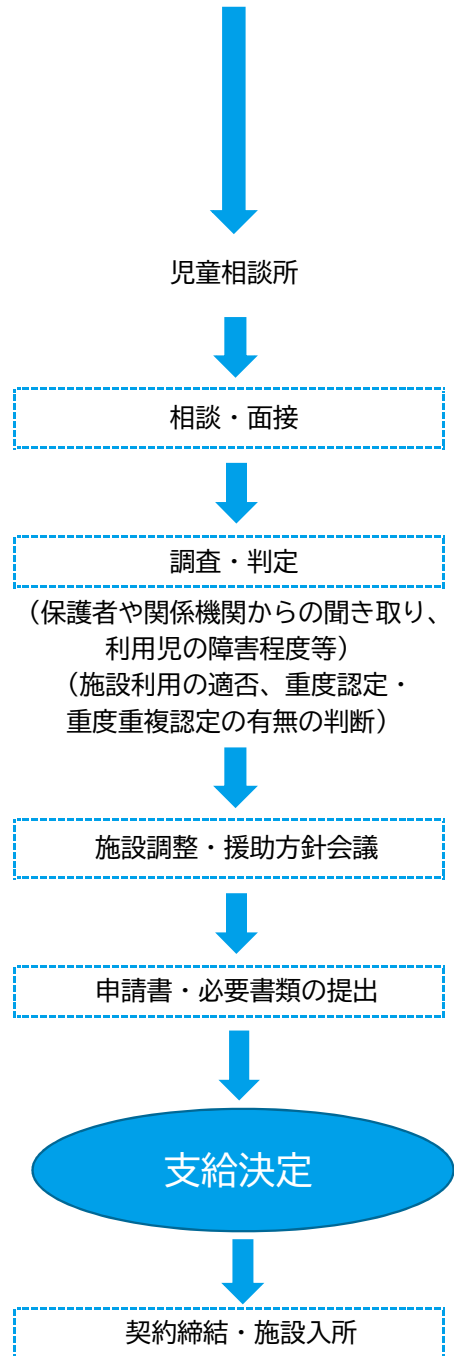 児童相談所
相談・面接
調査・判定
（保護者や関係機関からの聞き取り、
利用児の障害程度等）
（施設利用の適否、重度認定・
重度重複認定の有無の判断）
施設調整・援助方針会議
申請書・必要書類の提出
支給決定
契約締結・施設入所